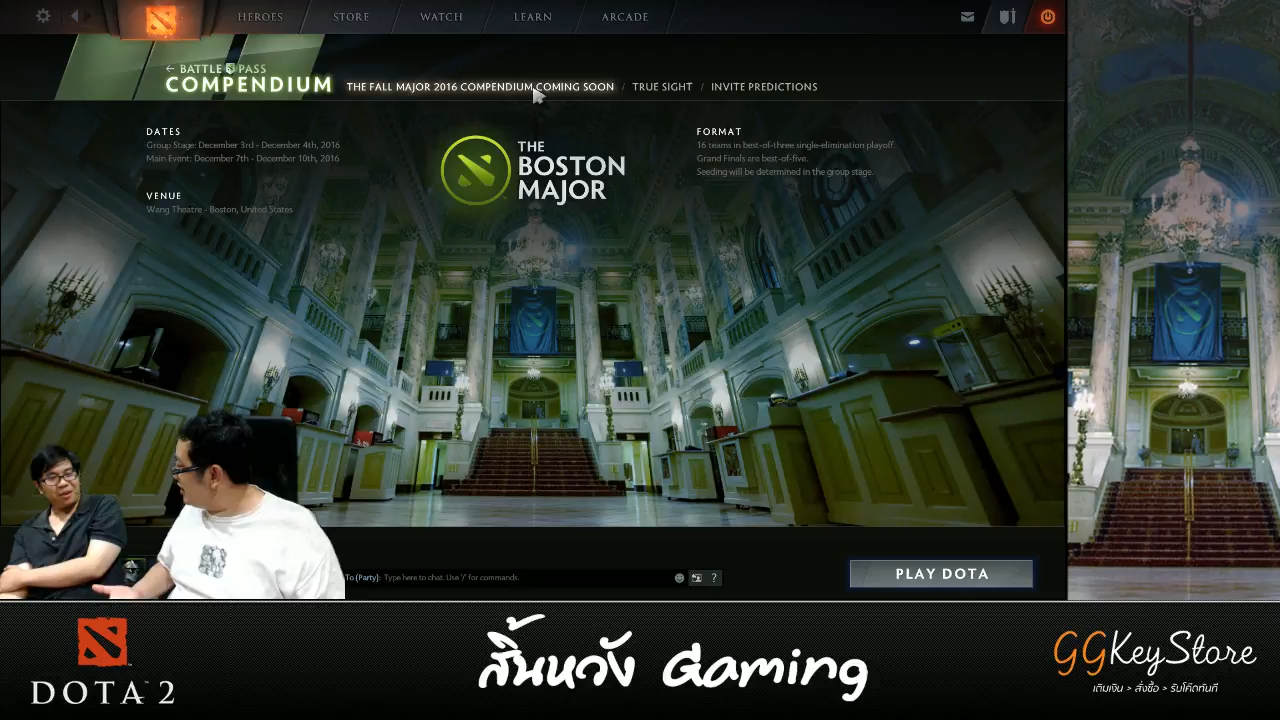 HEROES
STORE
WATCH
LEARN
ARCADE
← BATTLE PASS
COMPENDIUM
THE FALL MAJOR 2016 COMPENDIUM COMING SOON / TRUE SIGHT / INVITE PREDICTIONS
DATES
Group Stage: December 3rd - December 4th, 2016
Main Event: December 7th - December 10th, 2016
VENUE
Wang Theatre - Boston, United States
THE
BOSTON
MAJOR
FORMAT
16 teams in best-of-three single-elimination playoff.
Grand Finals are best-of-five.
Seeding will be determined in the group stage.
To (Party): Type here to chat. Use '/' for commands.
?
PLAY DOTA
DOTA 2
สิ้นหวัง Gaming
GGKeyStore
เติมเงิน > สั่งซื้อ > รับโค๊ดทันที